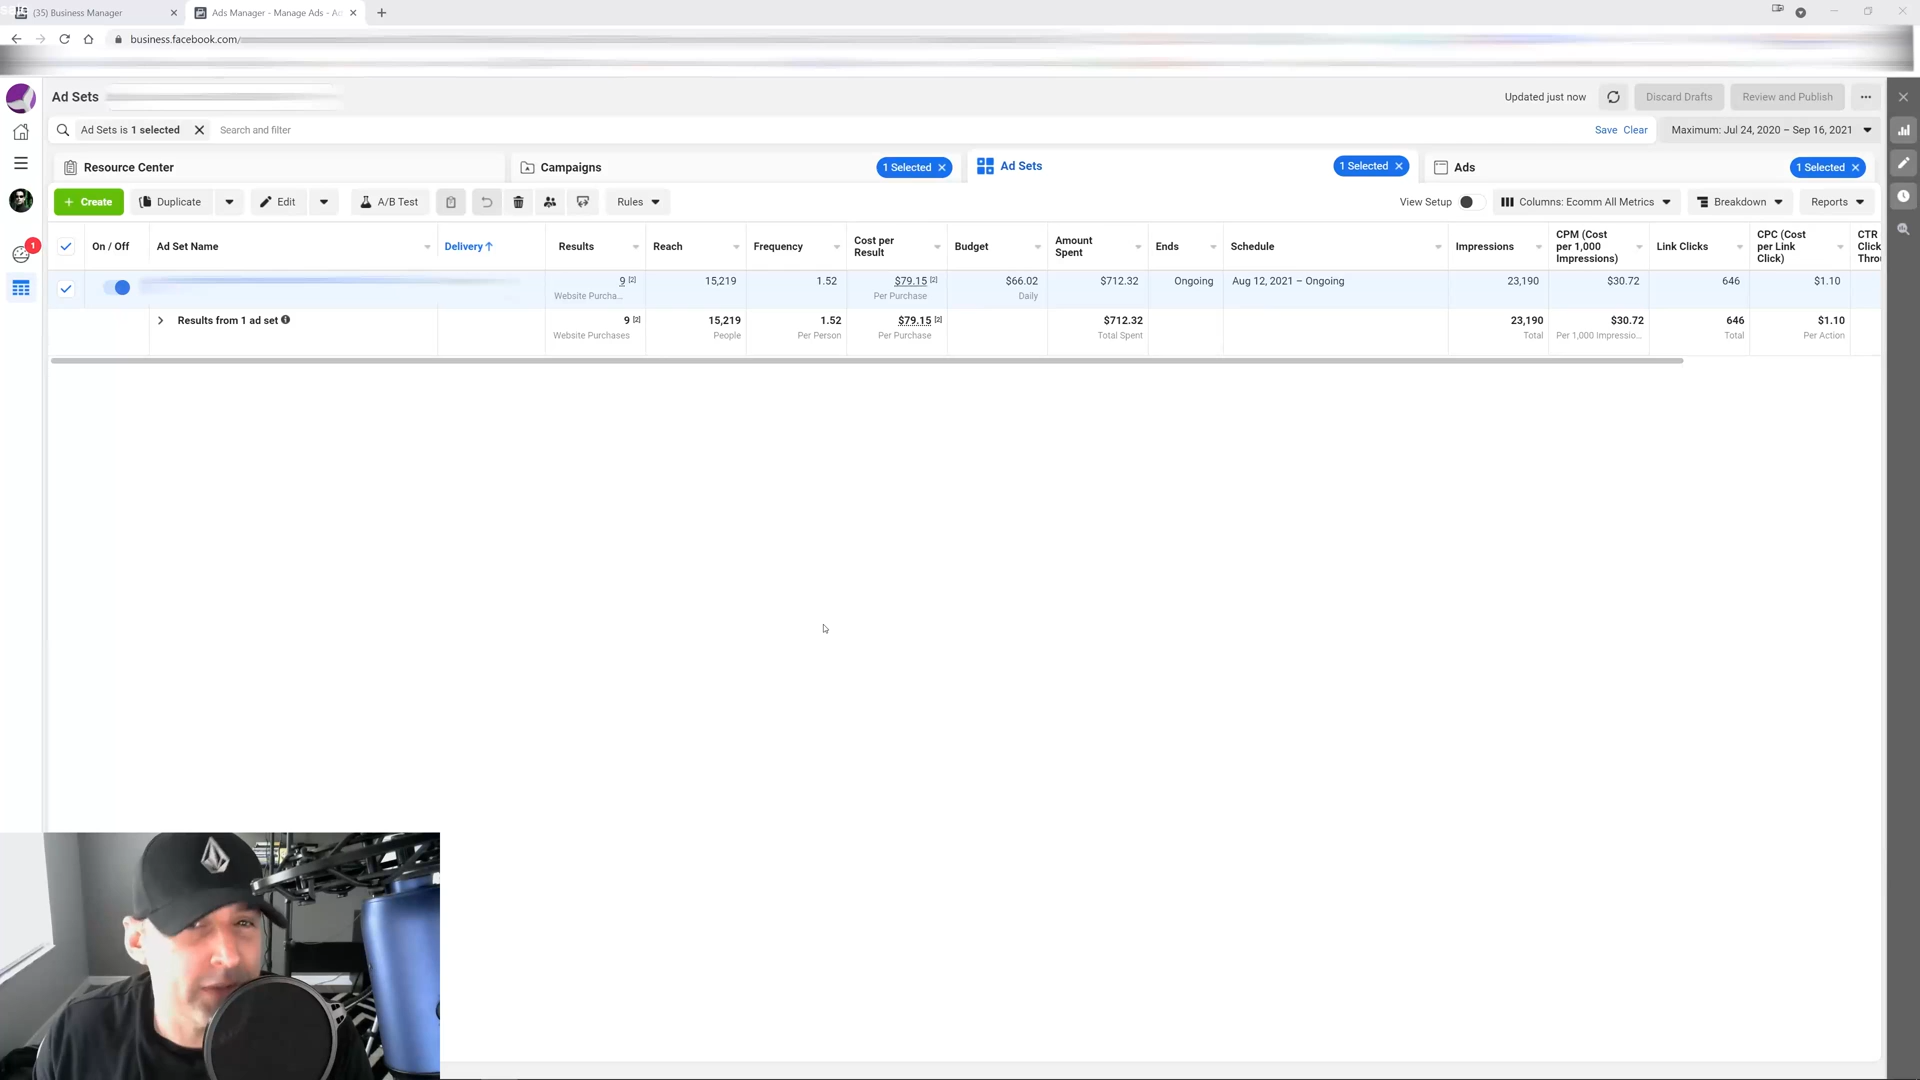 (35) Business Manager
Ads Manager - Manage Ads - Ad
business.facebook.com/
Ad Sets
Updated just now
Discard Drafts
Review and Publish
Ad Sets is 1 selected
Search and filter
Save Clear
Maximum: Jul 24, 2020 – Sep 16, 2021
Resource Center
Campaigns
1 Selected
Ad Sets
1 Selected
Ads
1 Selected
1
+ Create
Duplicate
Edit
A/B Test
Rules
View Setup
Columns: Ecomm All Metrics
Breakdown
Reports
On / Off
Ad Set Name
Delivery ↑
Results
Reach
Frequency
Cost per Result
Budget
Amount Spent
Ends
Schedule
Impressions
CPM (Cost per 1,000 Impressions)
Link Clicks
CPC (Cost per Link Click)
CTR Click Throu
9 [2]
Website Purcha...
15,219
1.52
$79.15 [2]
Per Purchase
$66.02
Daily
$712.32
Ongoing
Aug 12, 2021 – Ongoing
23,190
$30.72
646
$1.10
Results from 1 ad set
9 [2]
Website Purchases
15,219
People
1.52
Per Person
$79.15 [2]
Per Purchase
$712.32
Total Spent
23,190
Total
$30.72
Per 1,000 Impressio...
646
Total
$1.10
Per Action